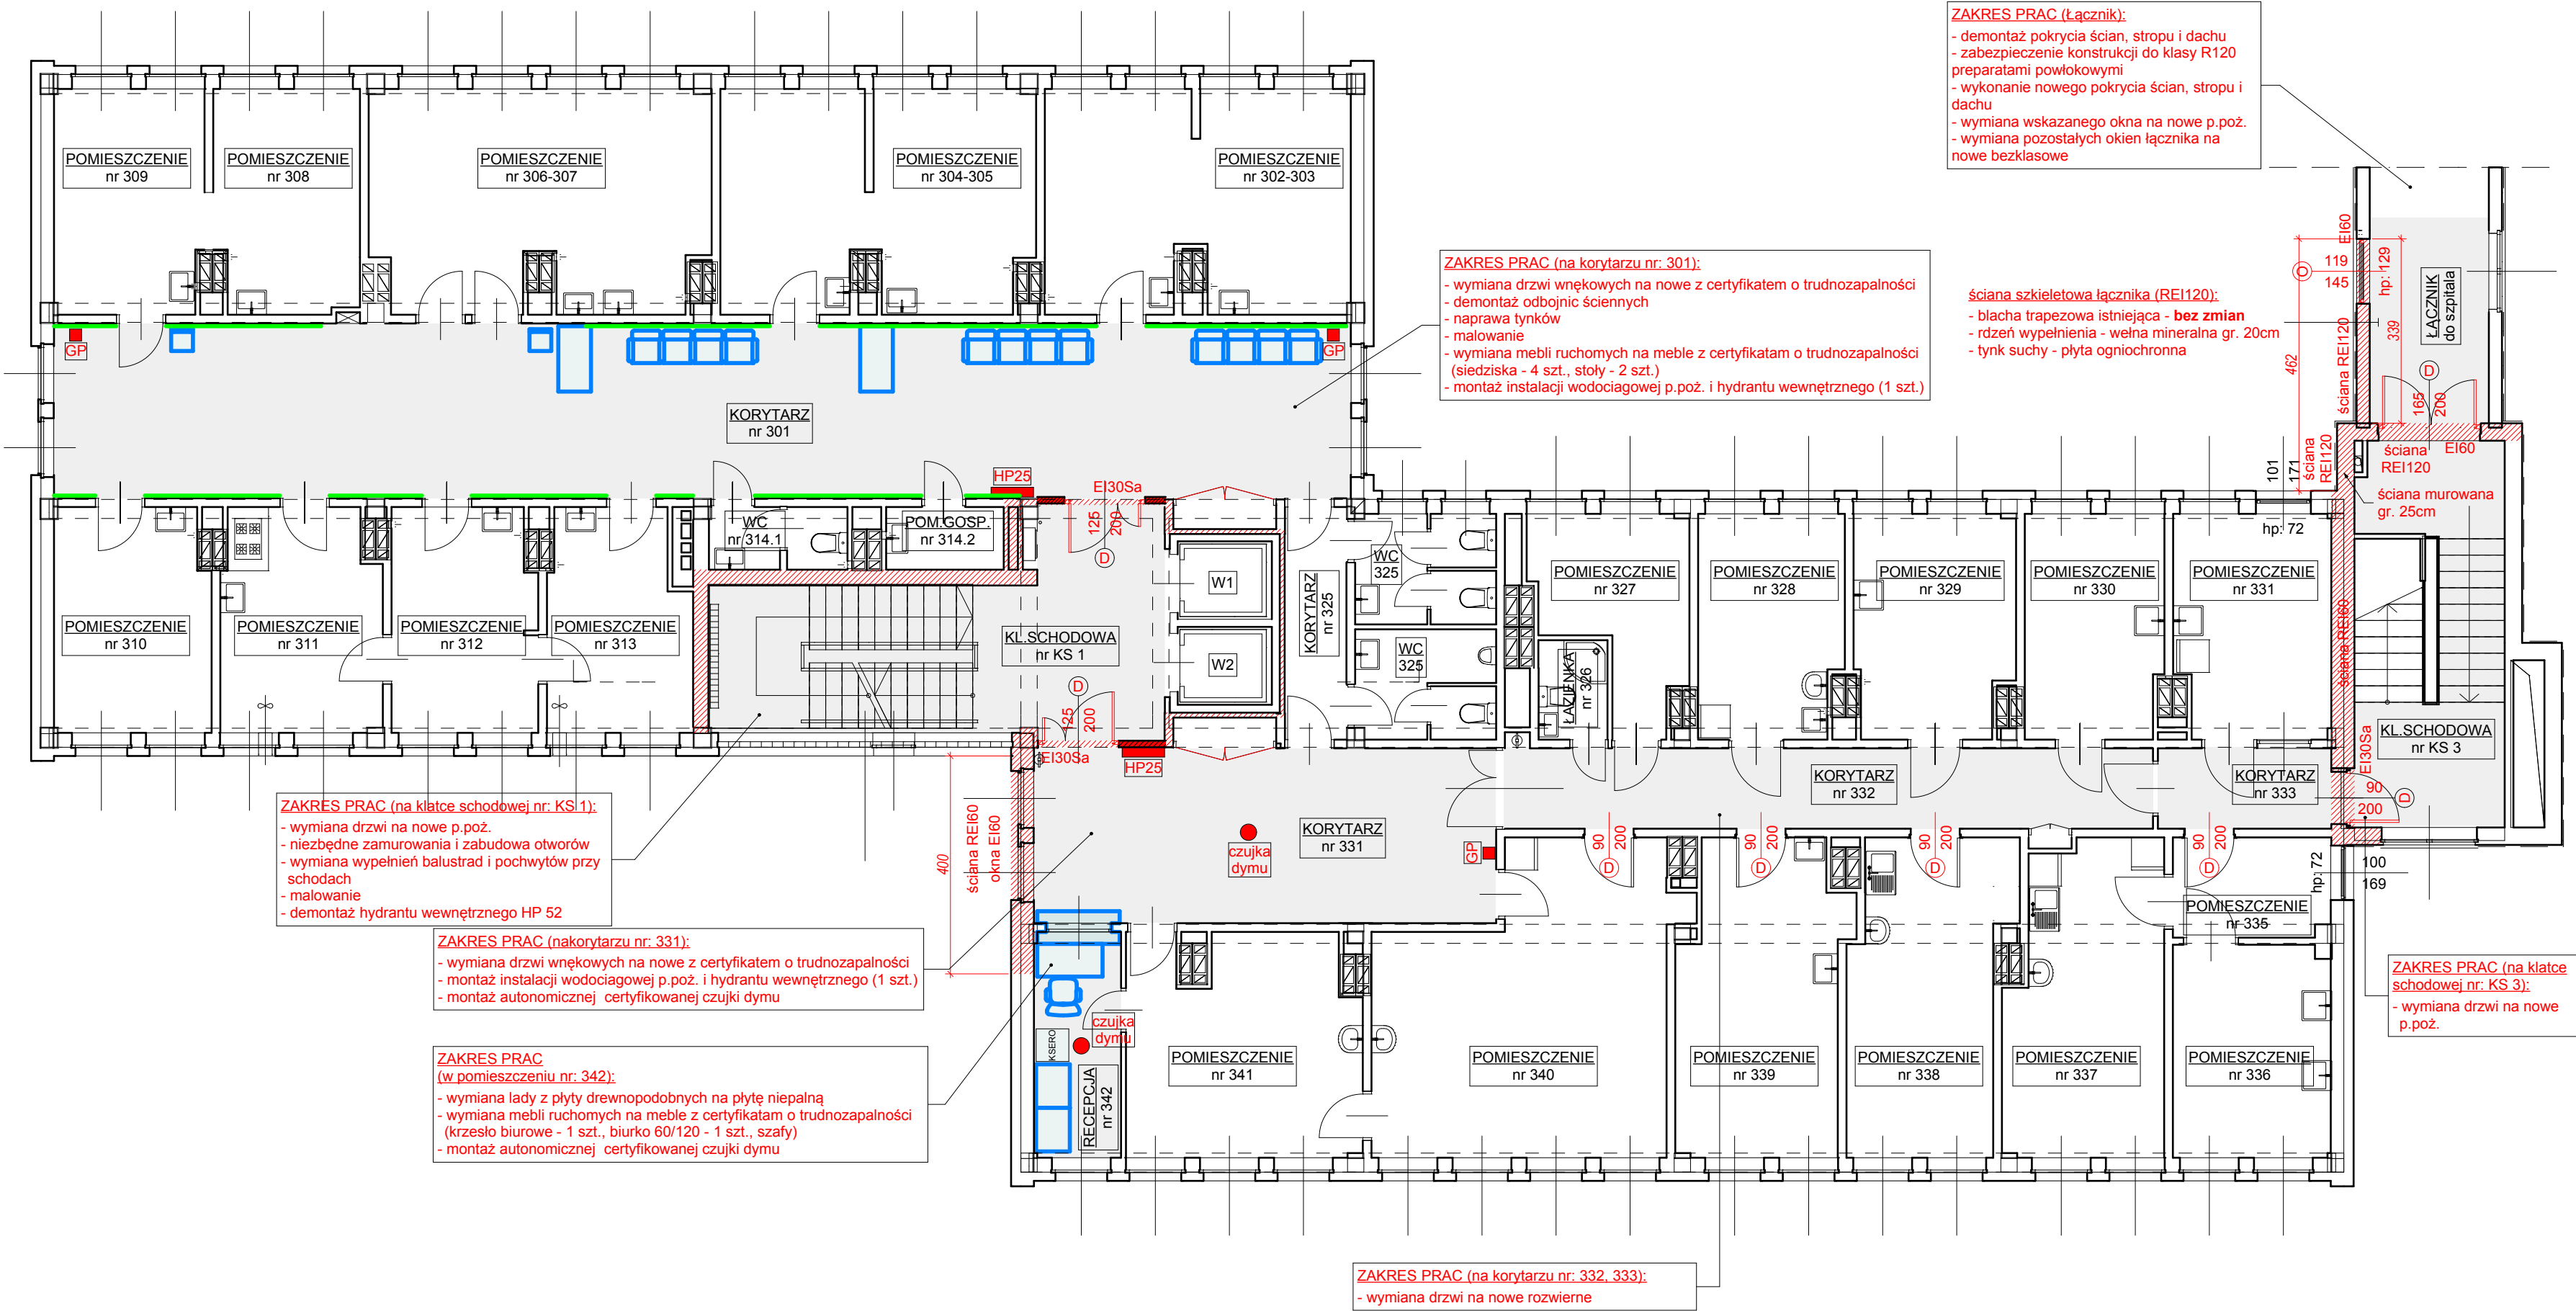 ZAKRES PRAC (Łącznik):
- demontaż pokrycia ścian, stropu i dachu
- zabezpieczenie konstrukcji do klasy R120
preparatami powłokowymi
- wykonanie nowego pokrycia ścian, stropu i
dachu
- wymiana wskazanego okna na nowe p.poż.
- wymiana pozostałych okien łącznika na
nowe bezklasowe
POMIESZCZENIE
nr 309
POMIESZCZENIE
nr 308
POMIESZCZENIE
nr 306-307
POMIESZCZENIE
nr 304-305
POMIESZCZENIE
nr 302-303
ZAKRES PRAC (na korytarzu nr: 301):
- wymiana drzwi wnękowych na nowe z certyfikatem o trudnozapalności
- demontaż odbojnic ściennych
- naprawa tynków
- malowanie
- wymiana mebli ruchomych na meble z certyfikatam o trudnozapalności
(siedziska - 4 szt., stoły - 2 szt.)
- montaż instalacji wodociagowej p.poż. i hydrantu wewnętrznego (1 szt.)
ściana szkieletowa łącznika (REI120):
- blacha trapezowa istniejąca - bez zmian
- rdzeń wypełnienia - wełna mineralna gr. 20cm
- tynk suchy - płyta ogniochronna
EI60
O
119
145
hp: 129
462
339
ściana REI120
ŁĄCZNIK
do szpitala
D
165
200
EI60
ściana
REI120
ściana
REI120
ściana murowana
gr. 25cm
101
171
hp: 72
GP
GP
KORYTARZ
nr 301
HP25
EI30Sa
125
200
D
WC
nr 314.1
POM.GOSP.
nr 314.2
W1
W2
KORYTARZ
nr 325
WC
325
WC
325
POMIESZCZENIE
nr 327
POMIESZCZENIE
nr 328
POMIESZCZENIE
nr 329
POMIESZCZENIE
nr 330
POMIESZCZENIE
nr 331
ŁAZIENKA
nr 326
ściana REI60
POMIESZCZENIE
nr 310
POMIESZCZENIE
nr 311
POMIESZCZENIE
nr 312
POMIESZCZENIE
nr 313
KL.SCHODOWA
nr KS 1
D
125
200
EI30Sa
HP25
KL.SCHODOWA
nr KS 3
EI30Sa
90
200
D
KORYTARZ
nr 332
KORYTARZ
nr 333
KORYTARZ
nr 331
czujka
dymu
GP
90
200
D
90
200
D
90
200
D
90
200
D
hp: 72
100
169
400
ściana REI60
okna EI60
ZAKRES PRAC (na klatce schodowej nr: KS 1):
- wymiana drzwi na nowe p.poż.
- niezbędne zamurowania i zabudowa otworów
- wymiana wypełnień balustrad i pochwytów przy
schodach
- malowanie
- demontaż hydrantu wewnętrznego HP 52
ZAKRES PRAC (nakorytarzu nr: 331):
- wymiana drzwi wnękowych na nowe z certyfikatem o trudnozapalności
- montaż instalacji wodociagowej p.poż. i hydrantu wewnętrznego (1 szt.)
- montaż autonomicznej certyfikowanej czujki dymu
ZAKRES PRAC
(w pomieszczeniu nr: 342):
- wymiana lady z płyty drewnopodobnych na płytę niepalną
- wymiana mebli ruchomych na meble z certyfikatam o trudnozapalności
(krzesło biurowe - 1 szt., biurko 60/120 - 1 szt., szafy)
- montaż autonomicznej certyfikowanej czujki dymu
czujka
dymu
KSERO
RECEPCJA
nr 342
POMIESZCZENIE
nr 341
POMIESZCZENIE
nr 340
POMIESZCZENIE
nr 339
POMIESZCZENIE
nr 338
POMIESZCZENIE
nr 337
POMIESZCZENIE
nr 336
POMIESZCZENIE
nr 335
ZAKRES PRAC (na klatce
schodowej nr: KS 3):
- wymiana drzwi na nowe
p.poż.
ZAKRES PRAC (na korytarzu nr: 332, 333):
- wymiana drzwi na nowe rozwierne